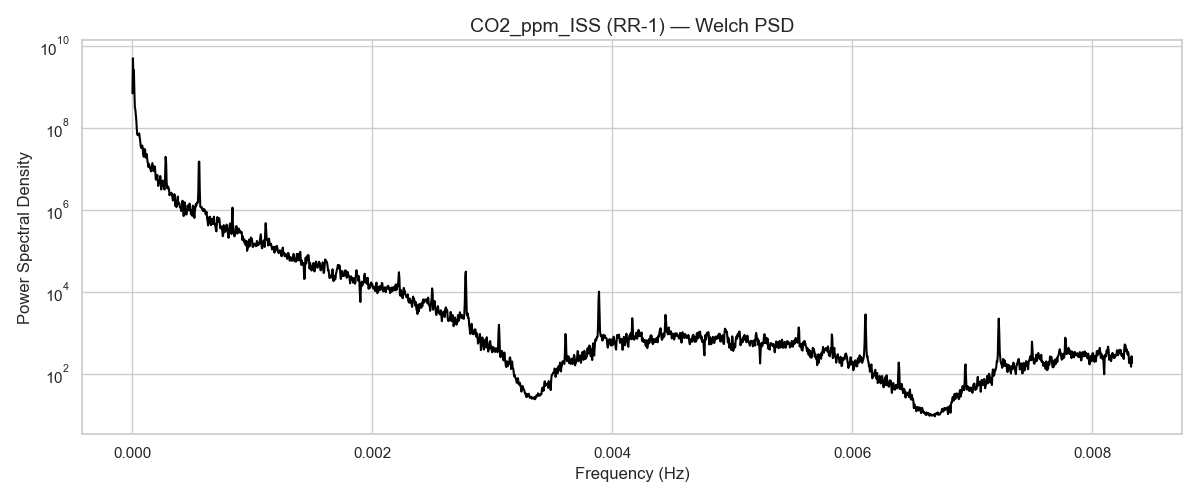 CO2_ppm_ISS (RR-1) — Welch PSD
Power Spectral Density
10^10
10^8
10^6
10^4
10^2
0.000 0.002 0.004 0.006 0.008
Frequency (Hz)